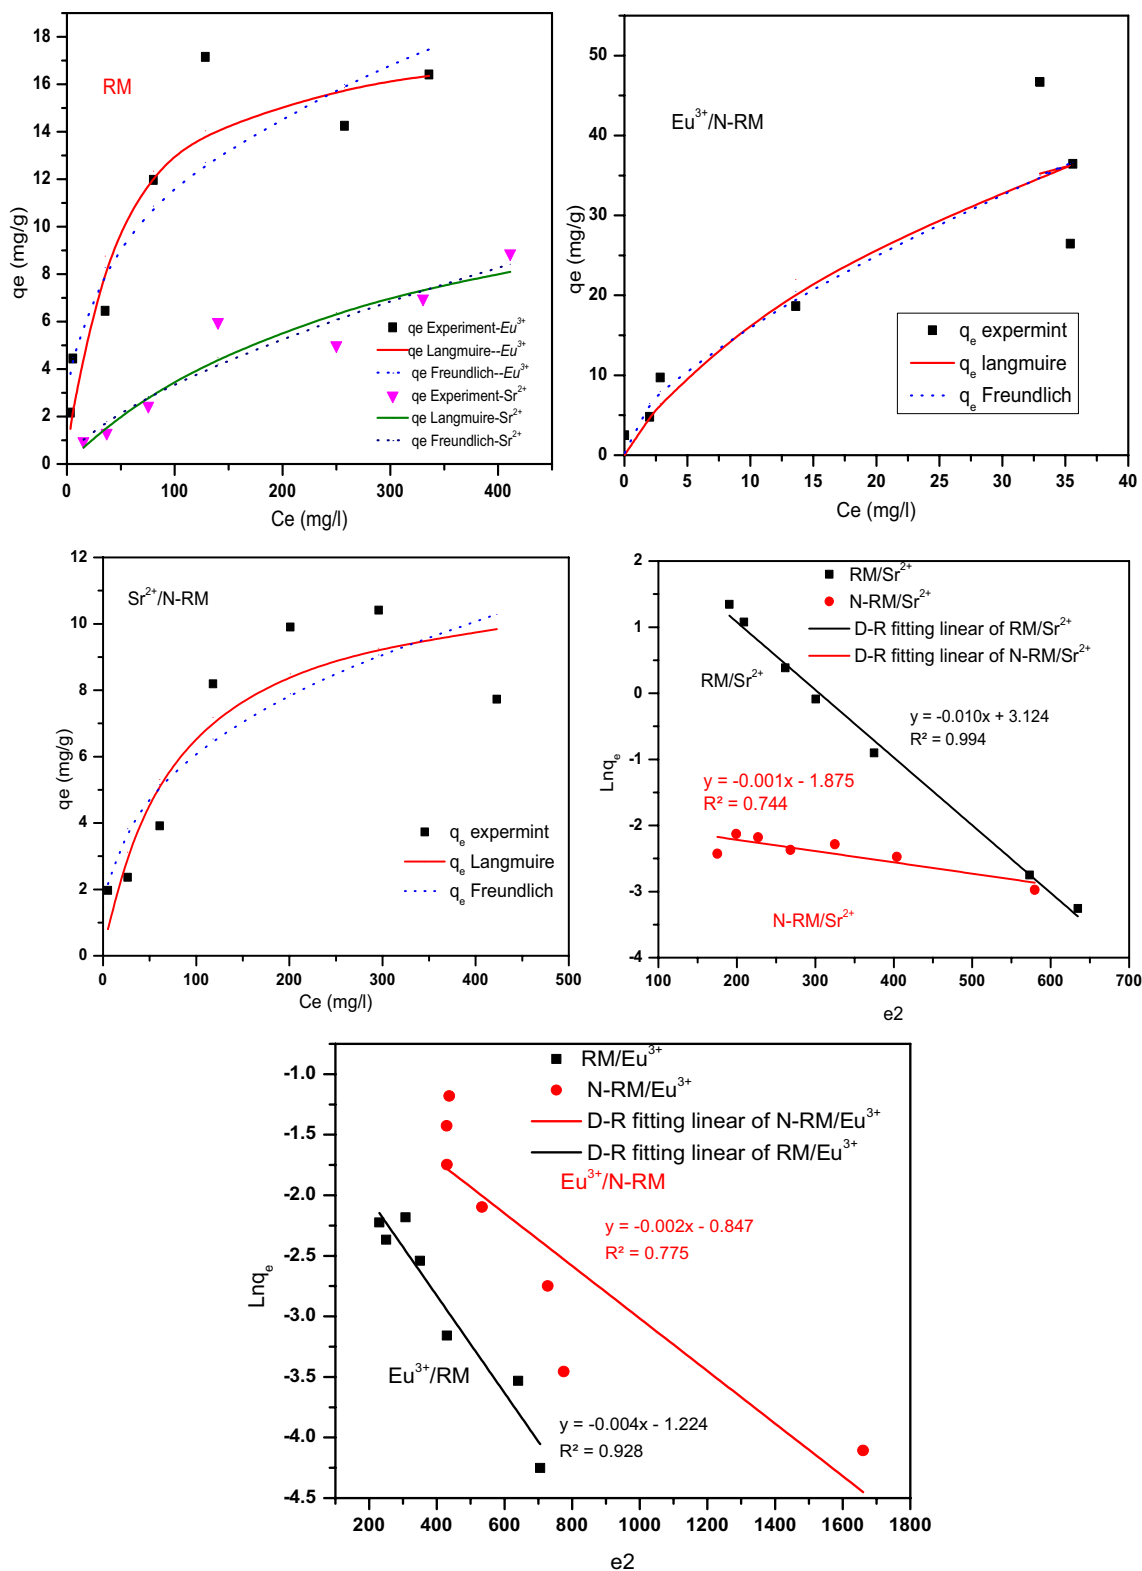 RM
qe (mg/g)
18
16
14
12
10
8
6
4
2
0
0 100 200 300 400
Ce (mg/l)
qe Experiment-Eu³⁺
qe Langmuire--Eu³⁺
qe Freundlich--Eu³⁺
qe Experiment-Sr²⁺
qe Langmuire-Sr²⁺
qe Freundlich-Sr²⁺
Eu³⁺/N-RM
qe (mg/g)
50
40
30
20
10
0
0 5 10 15 20 25 30 35 40
Ce (mg/l)
qₑ expermint
qₑ langmuire
qₑ Freundlich
Sr²⁺/N-RM
qe (mg/g)
12
10
8
6
4
2
0
0 100 200 300 400 500
Ce (mg/l)
qₑ expermint
qₑ Langmuire
qₑ Freundlich
RM/Sr²⁺
N-RM/Sr²⁺
D-R fitting linear of RM/Sr²⁺
D-R fitting linear of N-RM/Sr²⁺
RM/Sr²⁺
y = -0.010x + 3.124
R² = 0.994
y = -0.001x - 1.875
R² = 0.744
N-RM/Sr²⁺
Lnqₑ
2
1
0
-1
-2
-3
-4
100 200 300 400 500 600 700
e2
RM/Eu³⁺
N-RM/Eu³⁺
D-R fitting linear of N-RM/Eu³⁺
D-R fitting linear of RM/Eu³⁺
Eu³⁺/N-RM
y = -0.002x - 0.847
R² = 0.775
Eu³⁺/RM
y = -0.004x - 1.224
R² = 0.928
Lnqₑ
-1.0
-1.5
-2.0
-2.5
-3.0
-3.5
-4.0
-4.5
200 400 600 800 1000 1200 1400 1600 1800
e2